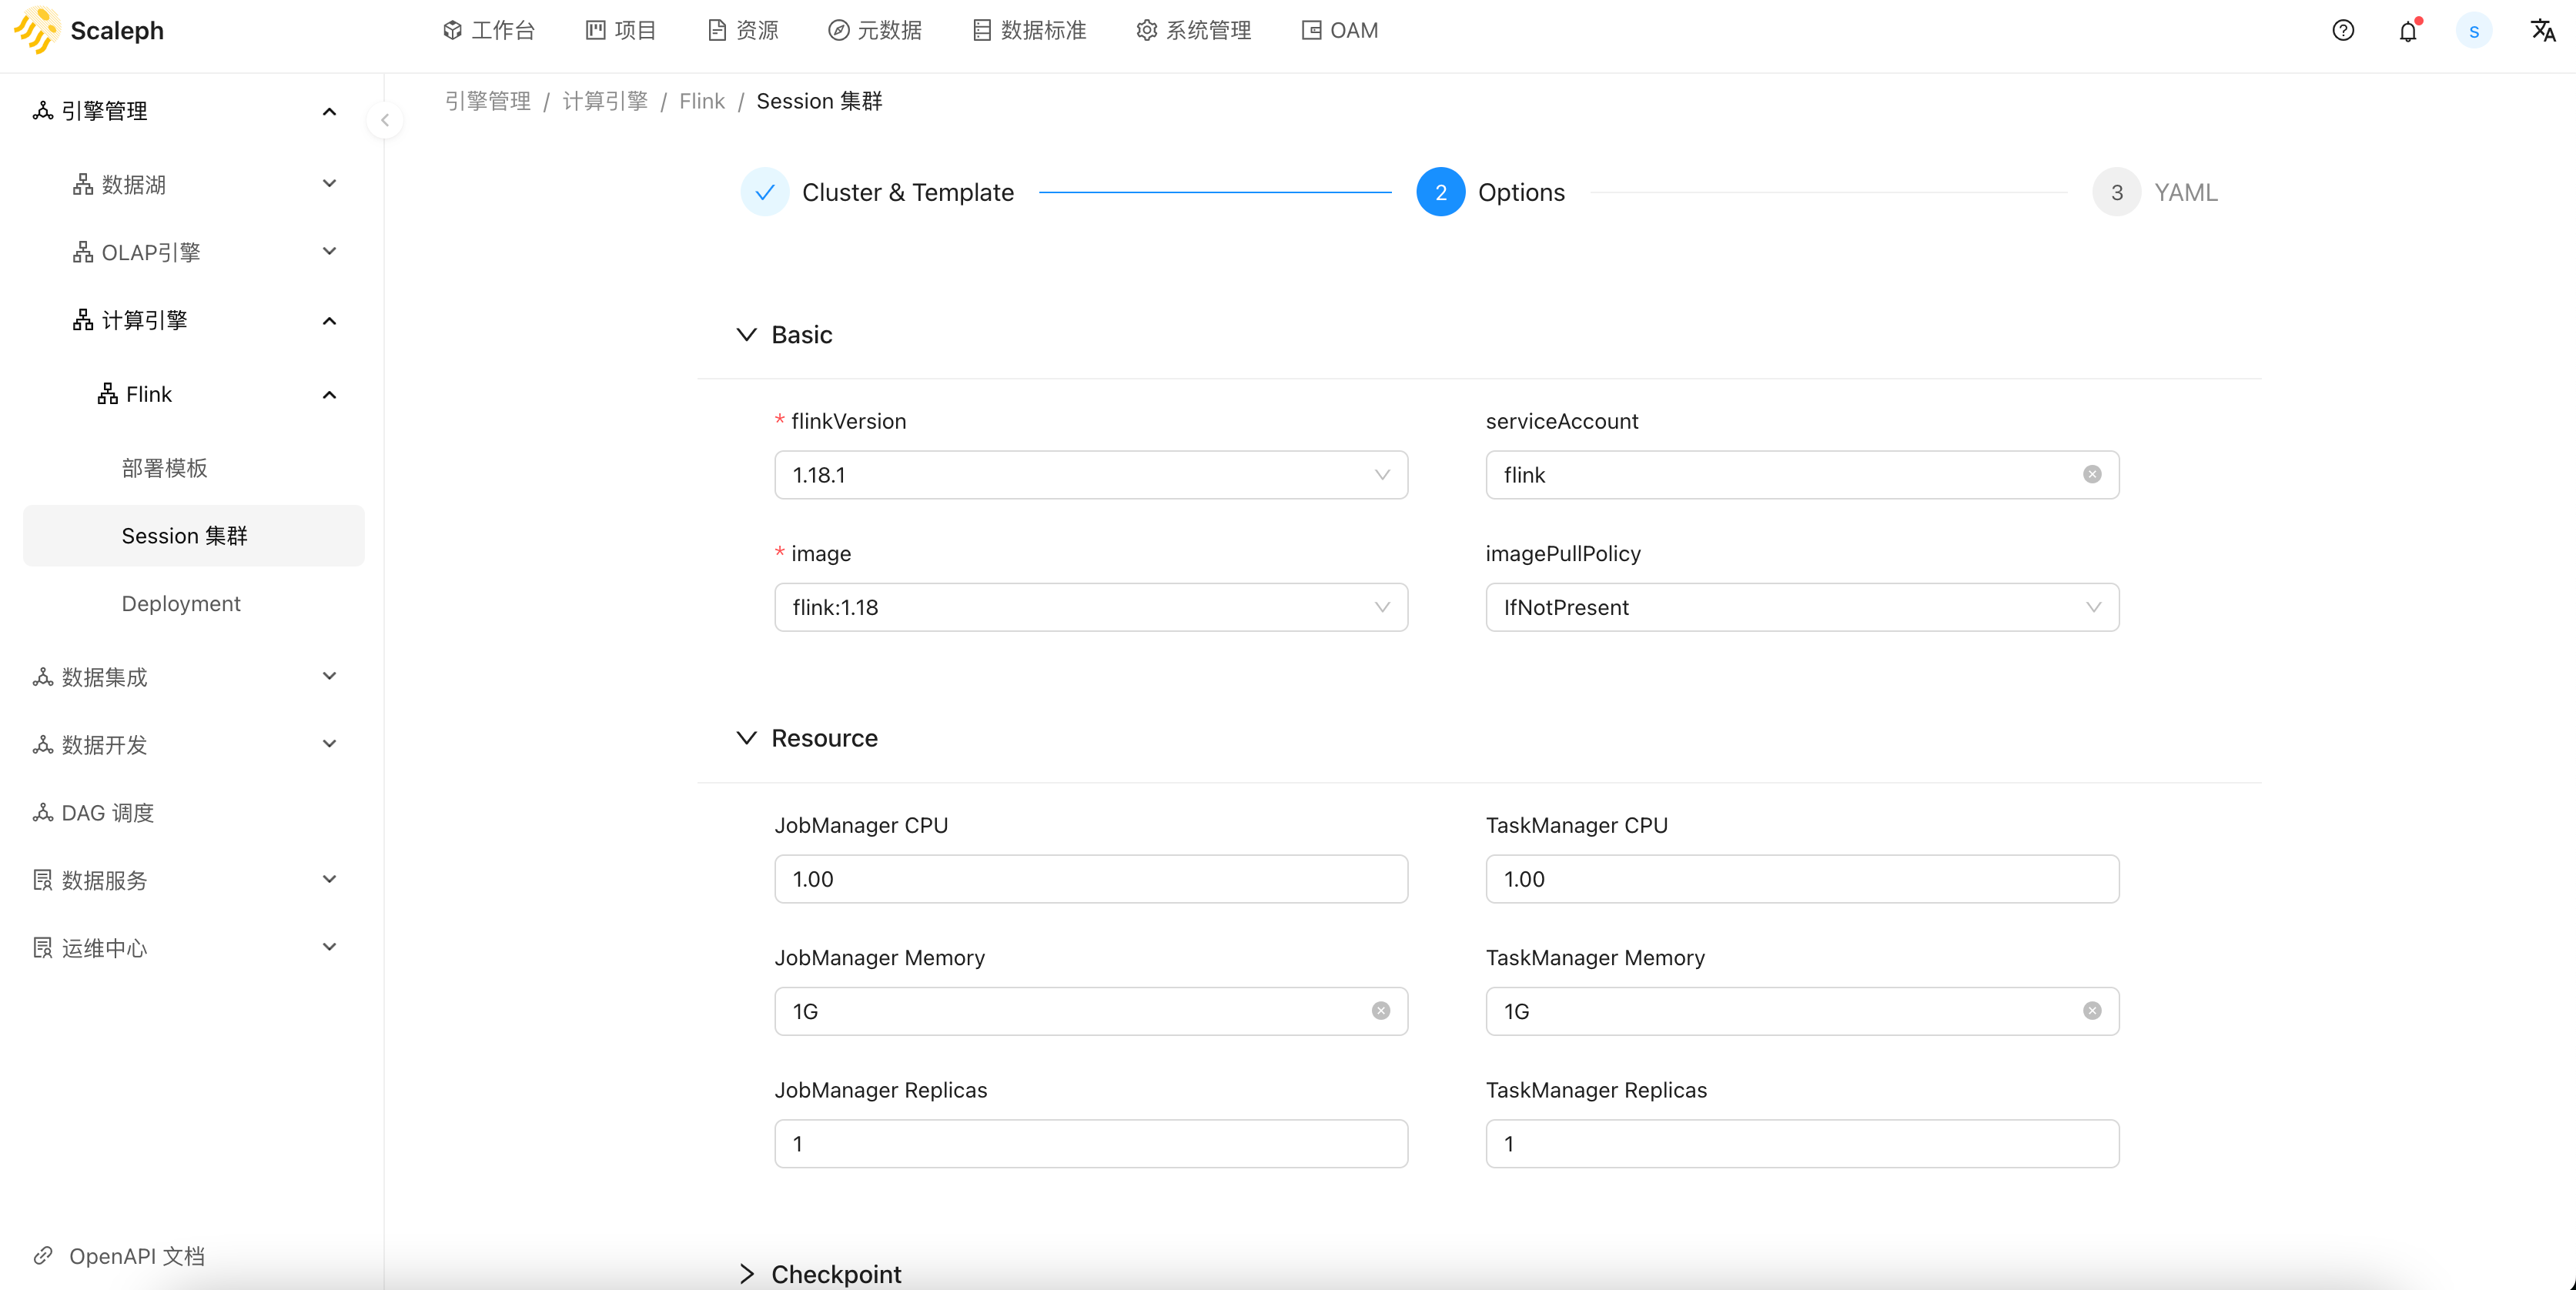 Scaleph
工作台
项目
资源
元数据
数据标准
系统管理
OAM
s
引擎管理
数据湖
OLAP引擎
计算引擎
Flink
部署模板
Session 集群
Deployment
数据集成
数据开发
DAG 调度
数据服务
运维中心
OpenAPI 文档
引擎管理 / 计算引擎 / Flink / Session 集群
Cluster & Template
2 Options
3 YAML
Basic
* flinkVersion
1.18.1
serviceAccount
flink
* image
flink:1.18
imagePullPolicy
IfNotPresent
Resource
JobManager CPU
1.00
TaskManager CPU
1.00
JobManager Memory
1G
TaskManager Memory
1G
JobManager Replicas
1
TaskManager Replicas
1
Checkpoint